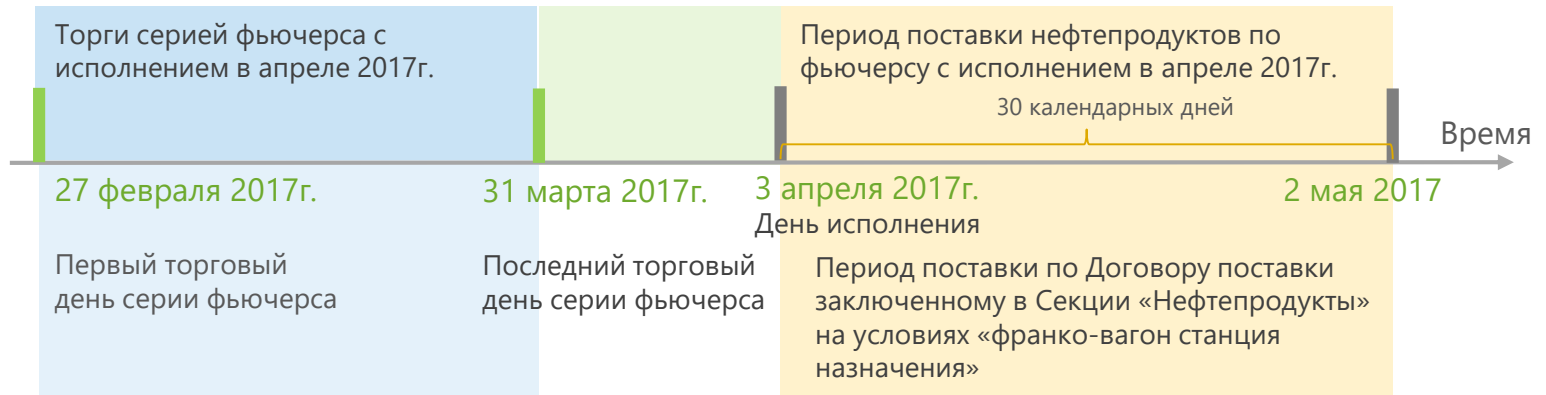 Торги серией фьючерса с
исполнением в апреле 2017г.
Период поставки нефтепродуктов по
фьючерсу с исполнением в апреле 2017г.
30 календарных дней
Время
27 февраля 2017г.
31 марта 2017г.
3 апреля 2017г.
2 мая 2017
День исполнения
Первый торговый
день серии фьючерса
Последний торговый
день серии фьючерса
Период поставки по Договору поставки
заключенному в Секции «Нефтепродукты»
на условиях «франко-вагон станция
назначения»